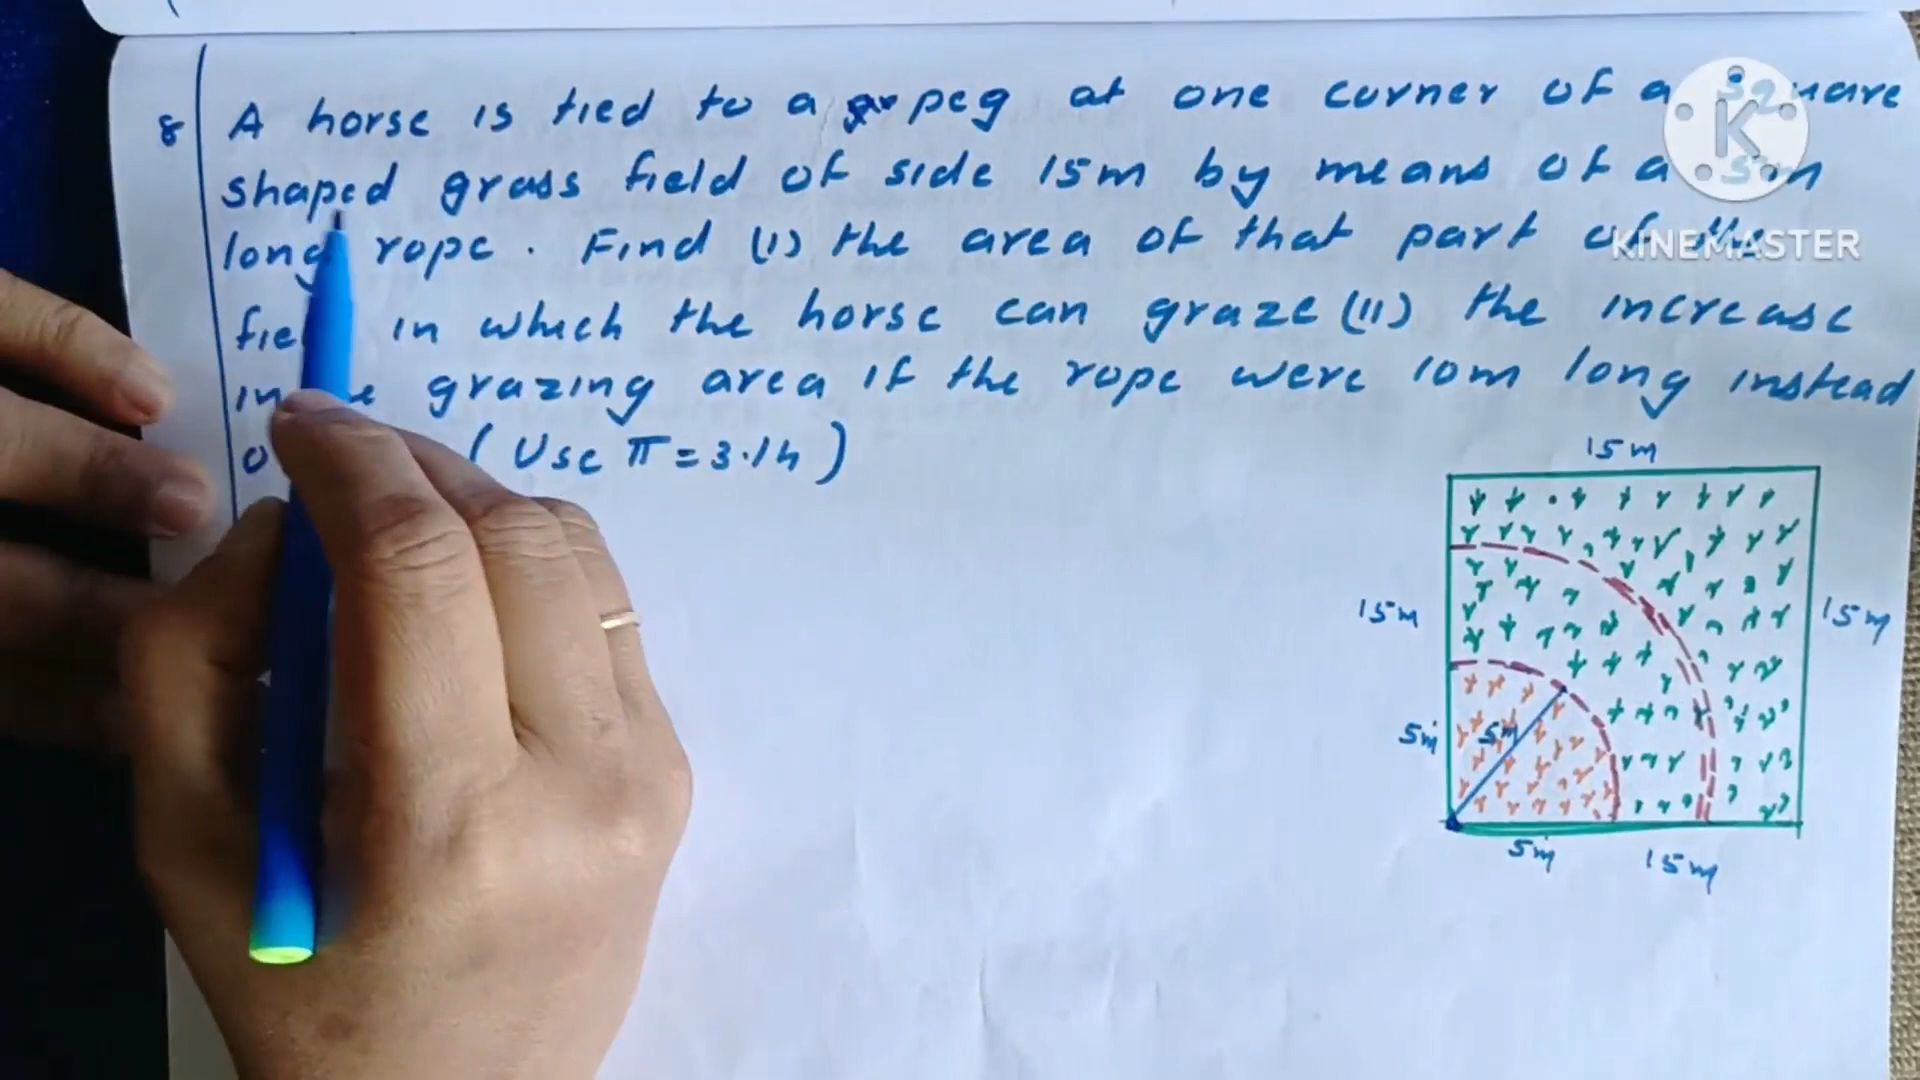 8 A horse is tied to a peg at one corner of a square
shaped grass field of side 15m by means of a 5m
long rope. Find (i) the area of that part of the
in which the horse can graze (ii) the increase
grazing area if the rope were 10m long instead
(Use π = 3.14)
15m
15m
15m
5m
5m
5m
15m
KINEMASTER